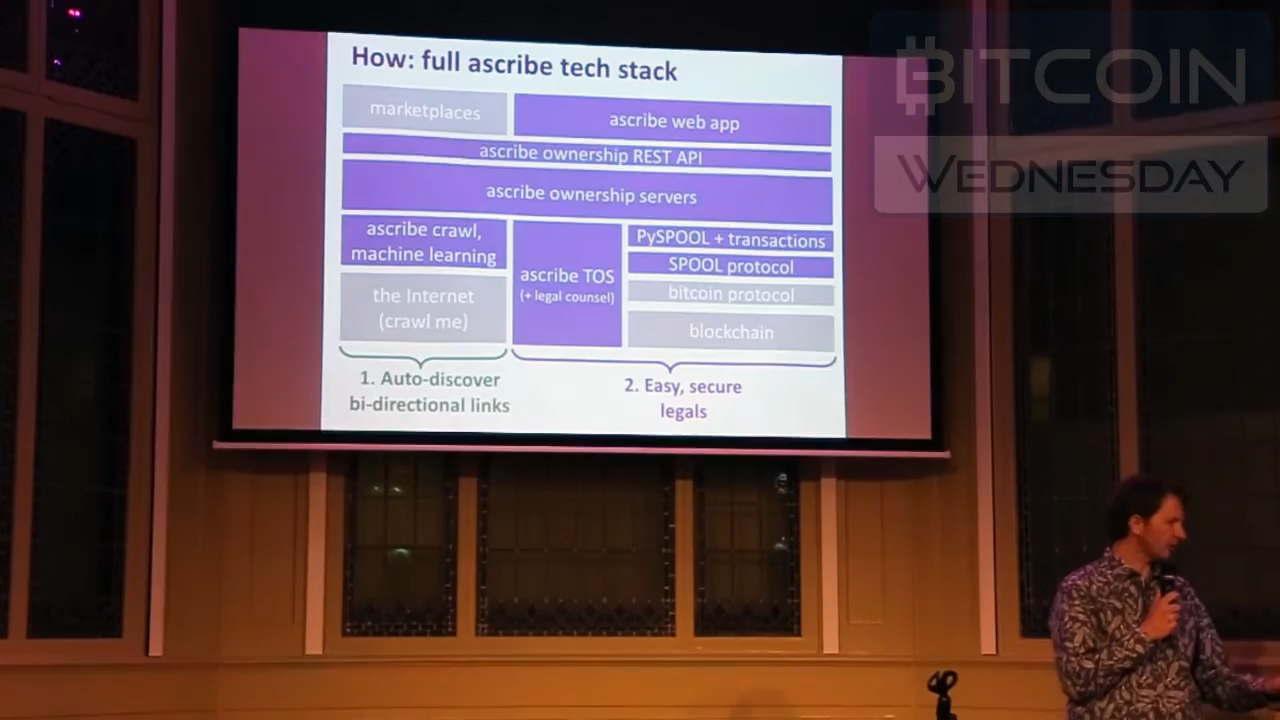 How: full ascribe tech stack
BITCOIN
WEDNESDAY
marketplaces
ascribe web app
ascribe ownership REST API
ascribe ownership servers
ascribe crawl,
machine learning
the Internet
(crawl me)
ascribe TOS
(+ legal counsel)
PySPOOL + transactions
SPOOL protocol
bitcoin protocol
blockchain
1. Auto-discover
bi-directional links
2. Easy, secure
legals